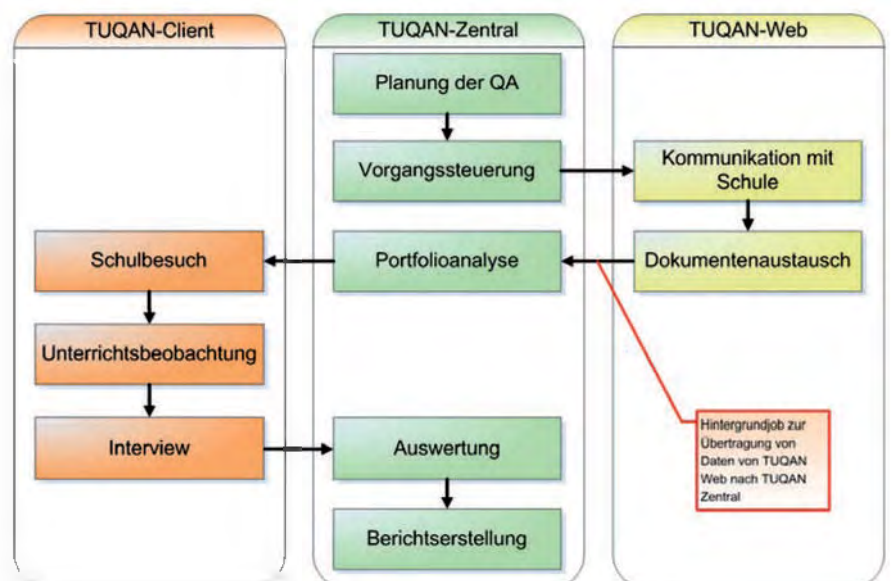 TUQAN-Client
TUQAN-Zentral
TUQAN-Web
Planung der QA
Vorgangssteuerung
Kommunikation mit
Schule
Schulbesuch
Portfolioanalyse
Dokumentenaustausch
Unterrichtsbeobachtung
Interview
Auswertung
Hintergrundjob zur
Übertragung von
Daten von TUQAN
Web nach TUQAN
Zentral
Berichtserstellung